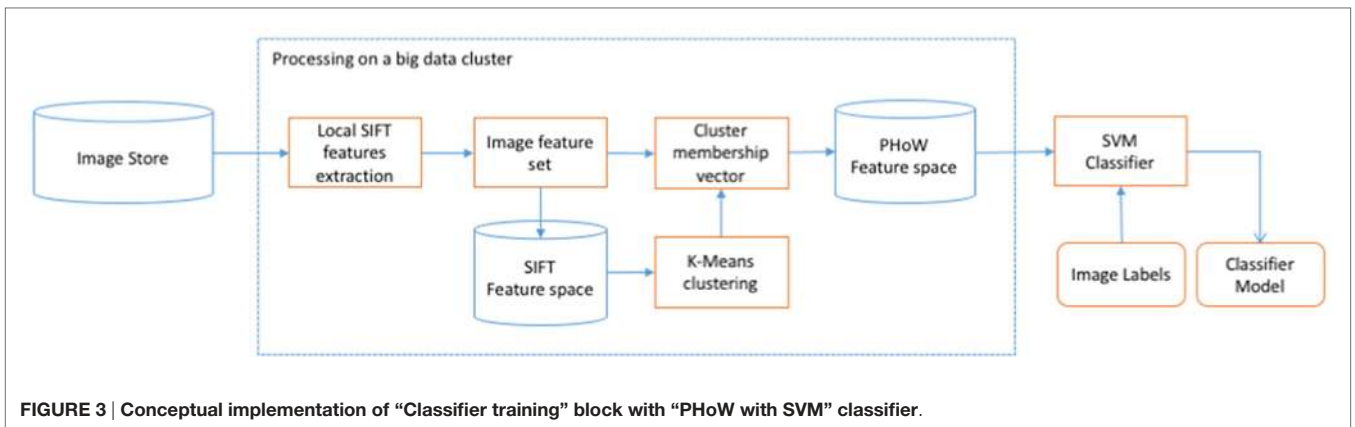 Processing on a big data cluster
Image Store
Local SIFT
features
extraction
Image feature
set
Cluster
membership
vector
PHoW
Feature space
SVM
Classifier
SIFT
Feature space
K-Means
clustering
Image Labels
Classifier
Model
FIGURE 3 | Conceptual implementation of “Classifier training” block with “PHoW with SVM” classifier.